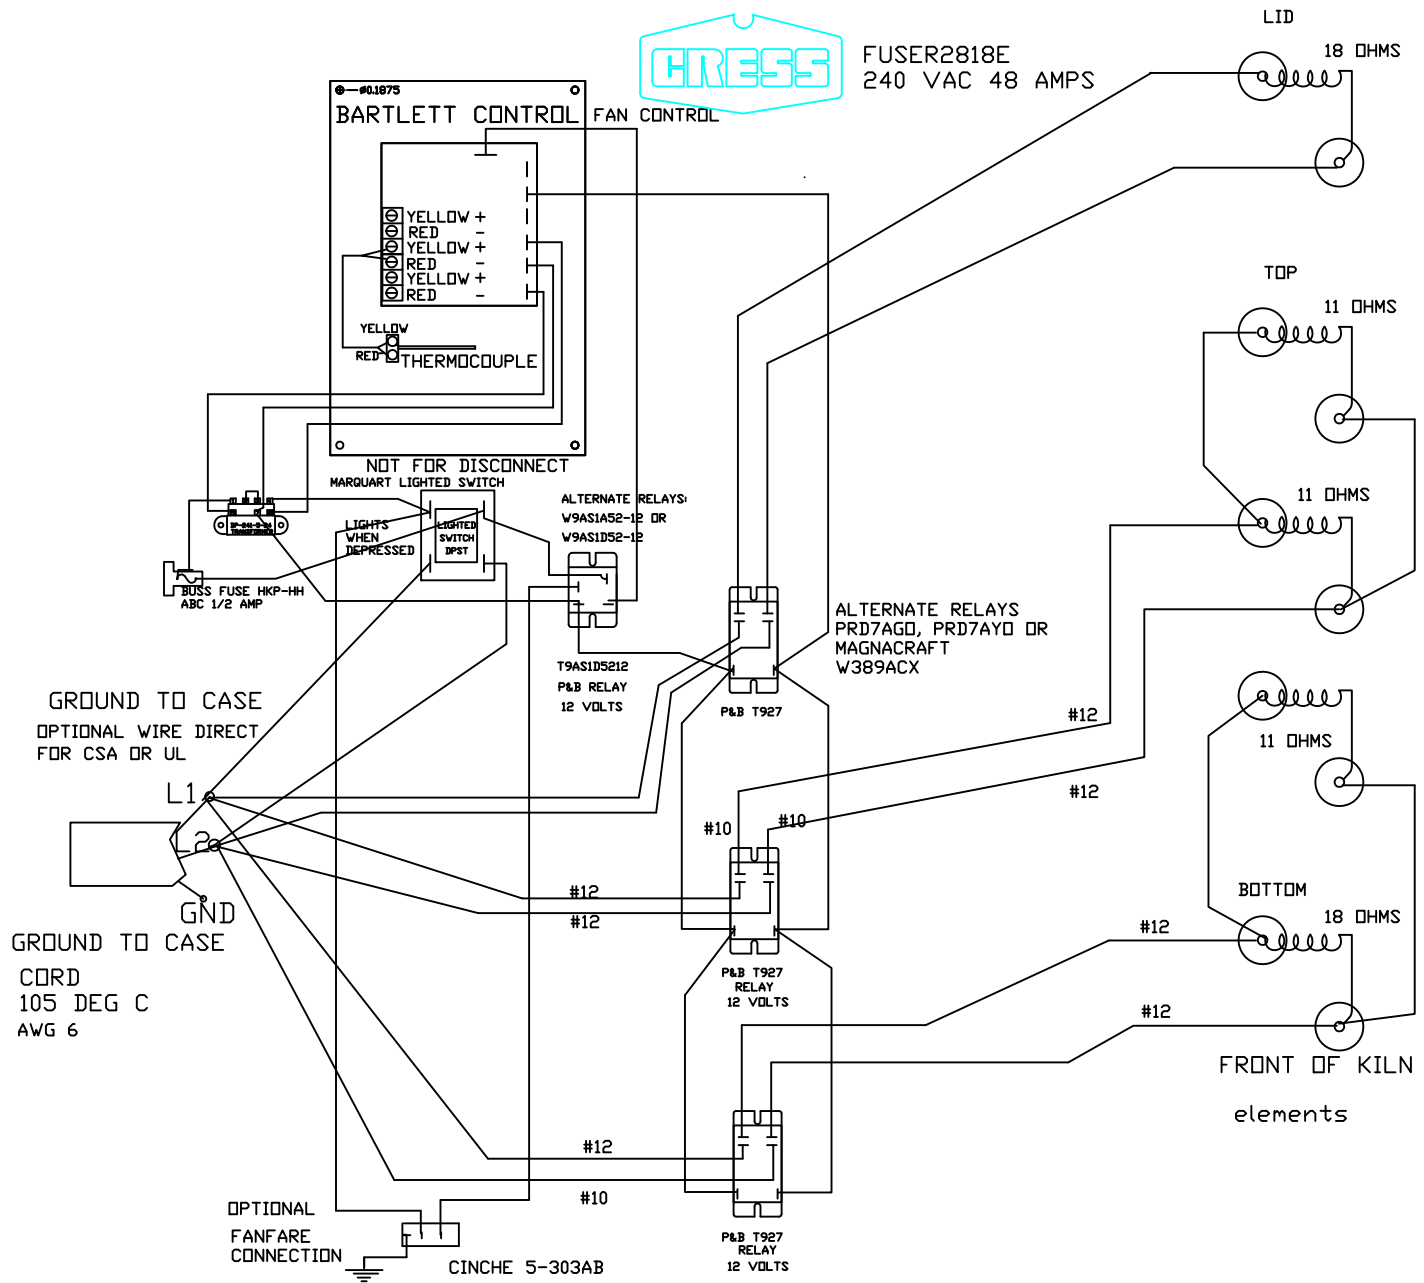 LID
18 OHMS
CRESS
FUSER2818E
240 VAC 48 AMPS
ø0.1875
BARTLETT CONTROL
FAN CONTROL
YELLOW +
RED -
YELLOW +
RED -
YELLOW +
RED -
YELLOW
RED
THERMOCOUPLE
TOP
11 OHMS
11 OHMS
NOT FOR DISCONNECT
MARQUART LIGHTED SWITCH
LIGHTS
WHEN
DEPRESSED
LIGHTED
SWITCH
DPST
ALTERNATE RELAYS:
W9AS1A52-12 OR
W9AS1D52-12
TRANSFORMER
BUSS FUSE HKP-HH
ABC 1/2 AMP
T9AS1D5212
P&B RELAY
12 VOLTS
ALTERNATE RELAYS
PRD7AGO, PRD7AYO OR
MAGNACRAFT
W389ACX
P&B T927
GROUND TO CASE
OPTIONAL WIRE DIRECT
FOR CSA OR UL
L1
L2
GND
GROUND TO CASE
CORD
105 DEG C
AWG 6
#12
#12
#10
#10
#12
#12
P&B T927
RELAY
12 VOLTS
11 OHMS
BOTTOM
18 OHMS
#12
#12
FRONT OF KILN
elements
#12
#10
P&B T927
RELAY
12 VOLTS
OPTIONAL
FANFARE
CONNECTION
CINCHE 5-303AB